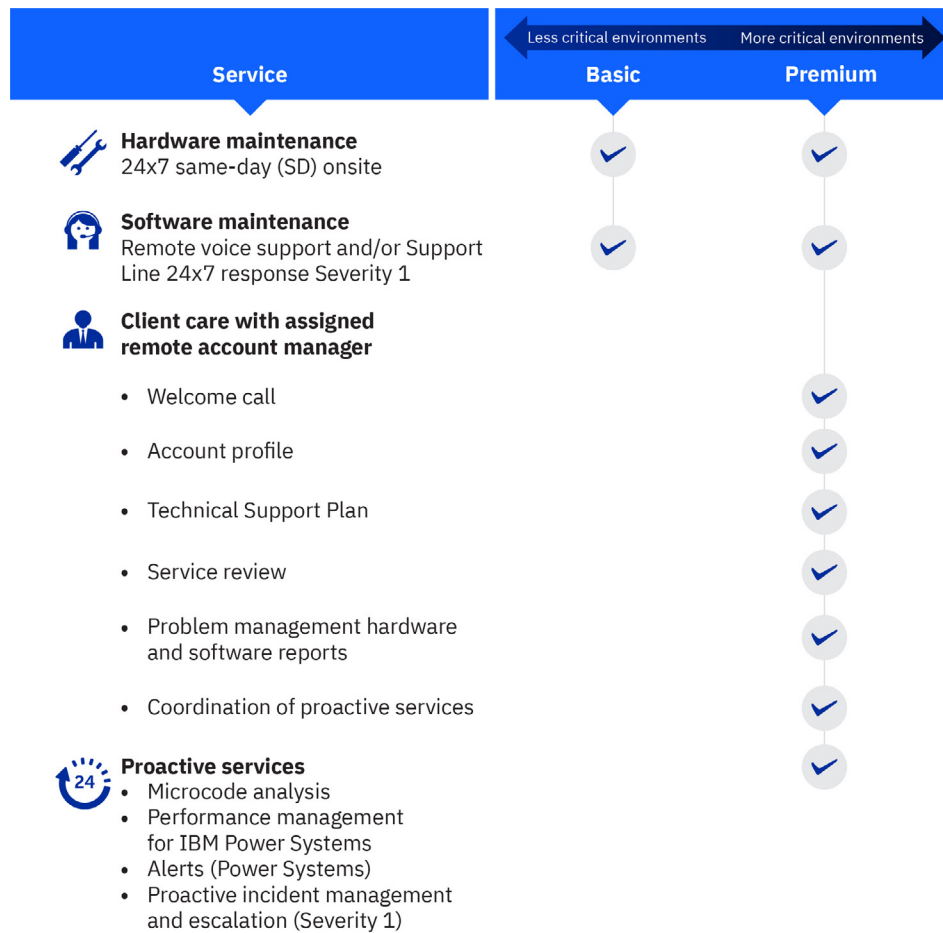 Less critical environments More critical environments
Service Basic Premium
Hardware maintenance
24x7 same-day (SD) onsite
Software maintenance
Remote voice support and/or Support
Line 24x7 response Severity 1
Client care with assigned
remote account manager
• Welcome call
• Account profile
• Technical Support Plan
• Service review
• Problem management hardware
and software reports
• Coordination of proactive services
24
Proactive services
• Microcode analysis
• Performance management
for IBM Power Systems
• Alerts (Power Systems)
• Proactive incident management
and escalation (Severity 1)